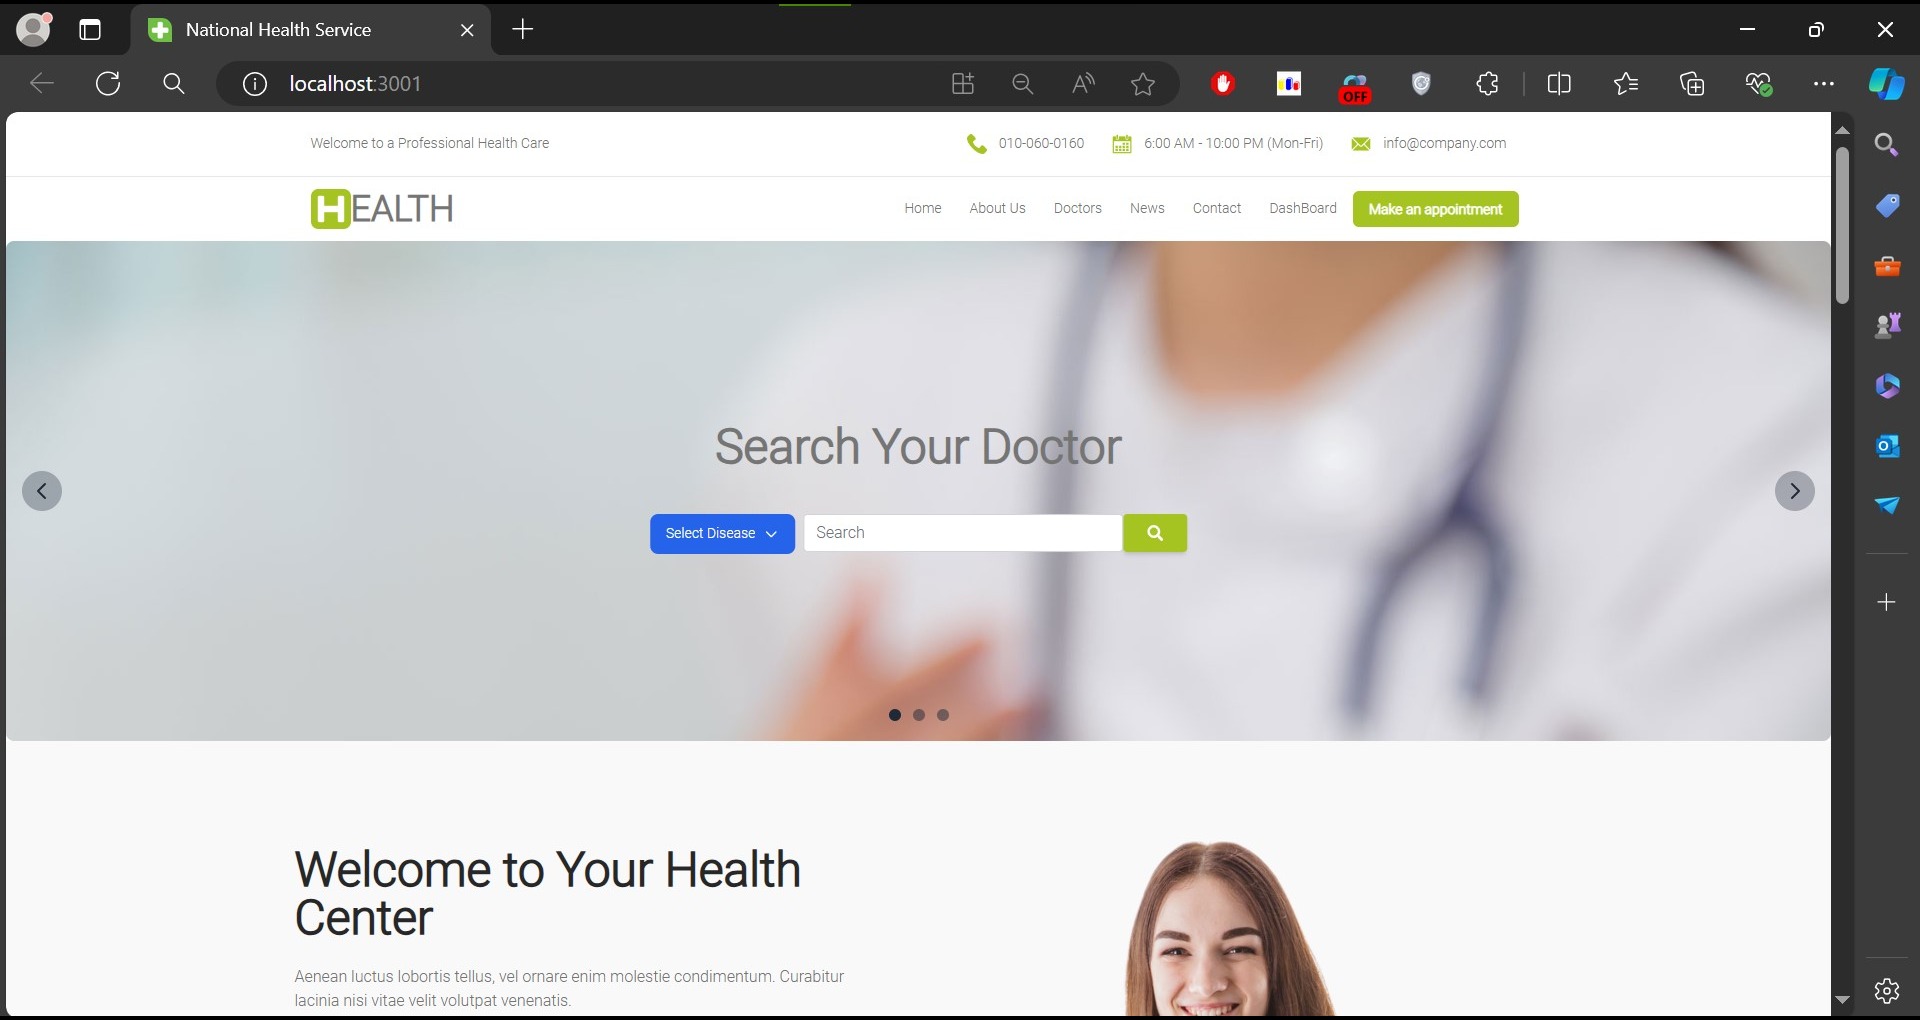 National Health Service
localhost:3001
OFF
Welcome to a Professional Health Care
010-060-0160
6:00 AM - 10:00 PM (Mon-Fri)
info@company.com
HEALTH
Home
About Us
Doctors
News
Contact
DashBoard
Make an appointment
Search Your Doctor
Select Disease
Search
Welcome to Your Health
Center
Aenean luctus lobortis tellus, vel ornare enim molestie condimentum. Curabitur
lacinia nisi vitae velit volutpat venenatis.